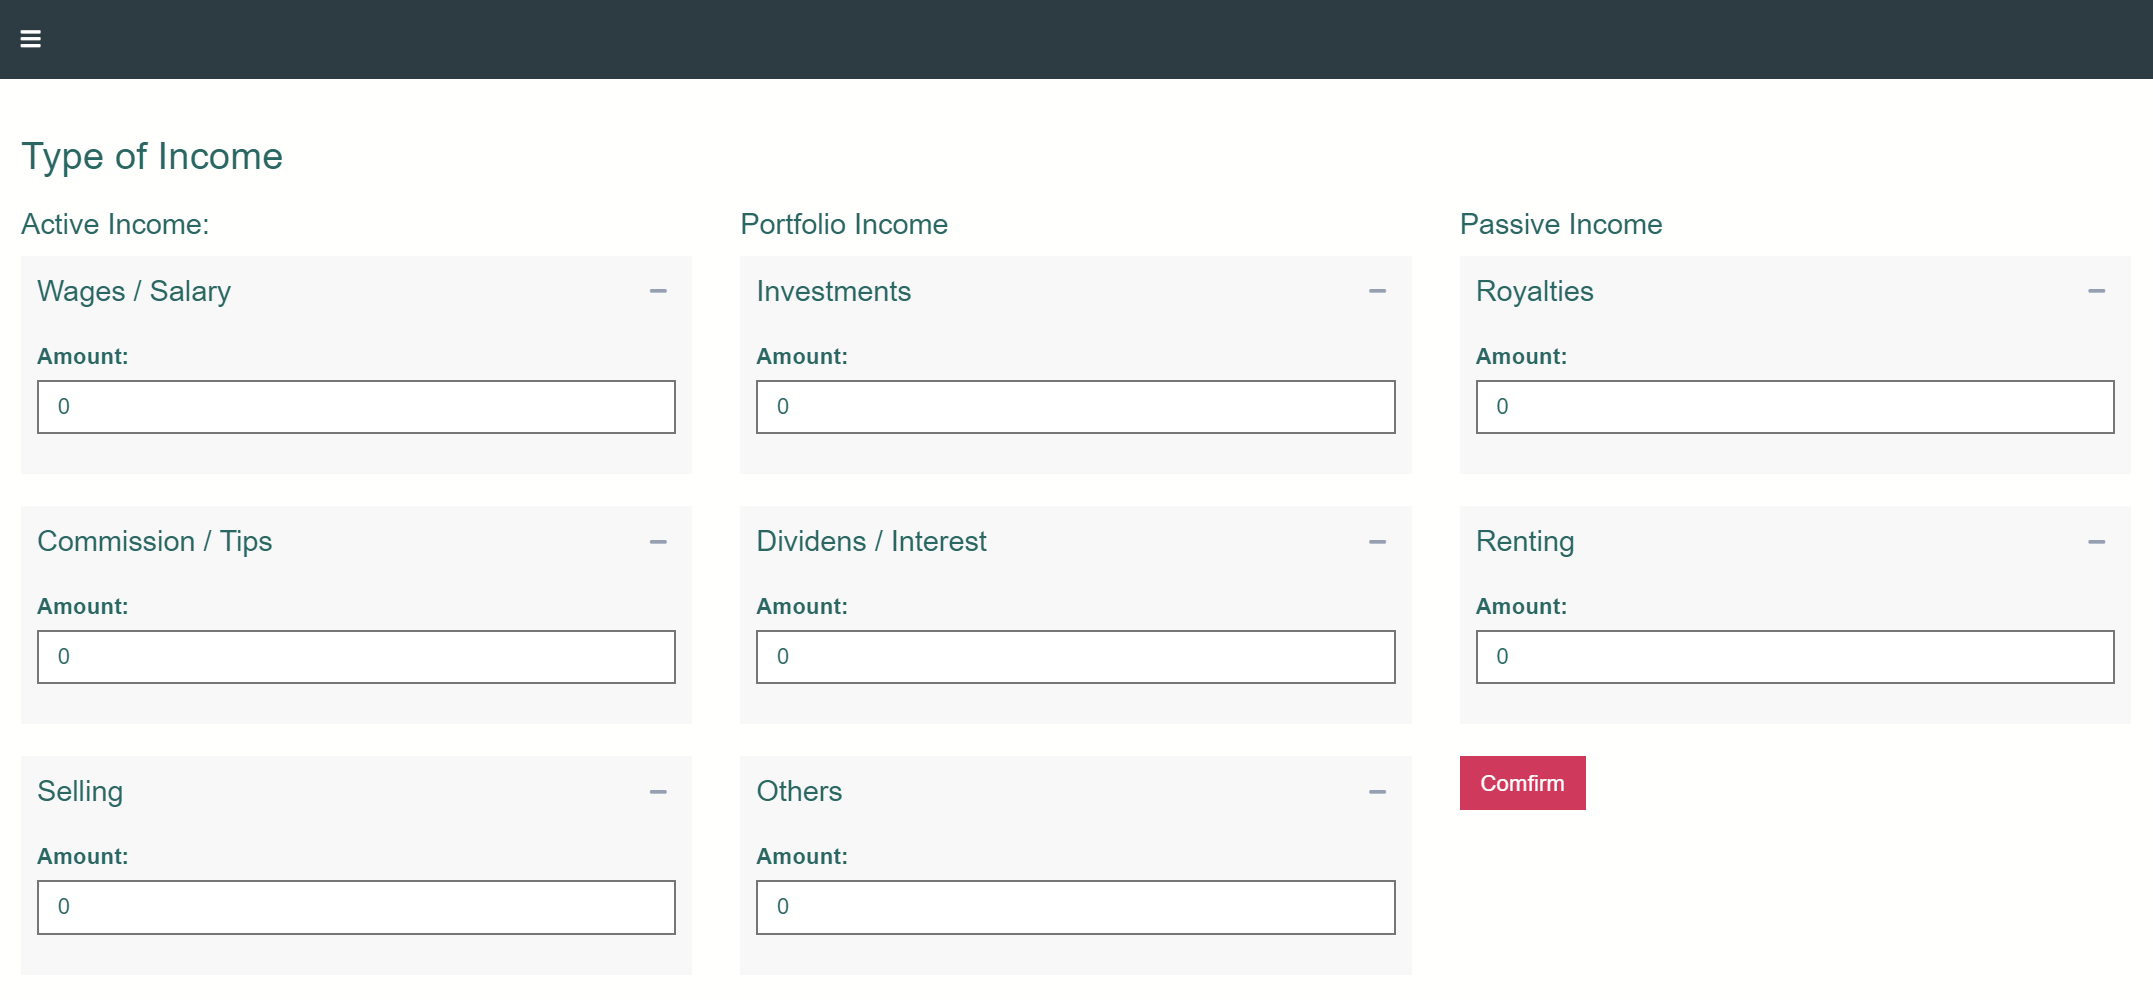 Type of Income
Active Income:
Wages / Salary
Amount:
0
Commission / Tips
Amount:
0
Selling
Amount:
0
Portfolio Income
Investments
Amount:
0
Dividens / Interest
Amount:
0
Others
Amount:
0
Passive Income
Royalties
Amount:
0
Renting
Amount:
0
Comfirm